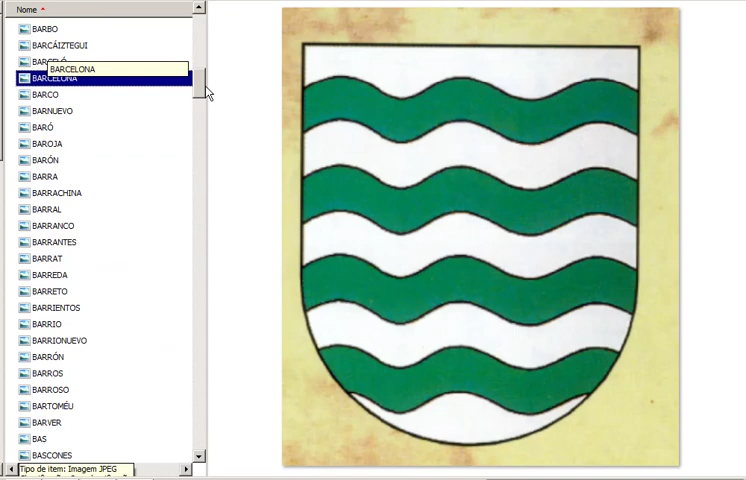 Nome
BARBO
BARCÁIZTEGUI
BARCELÓ
BARCELONA
BARCELONA
BARCO
BARNUEVO
BARÓ
BAROJA
BARÓN
BARRA
BARRACHINA
BARRAL
BARRANCO
BARRANTES
BARRAT
BARREDA
BARRETO
BARRIENTOS
BARRIO
BARRIONUEVO
BARRÓN
BARROS
BARROSO
BARTOMÉU
BARVER
BAS
BASCONES
Tipo de item: Imagem JPEG